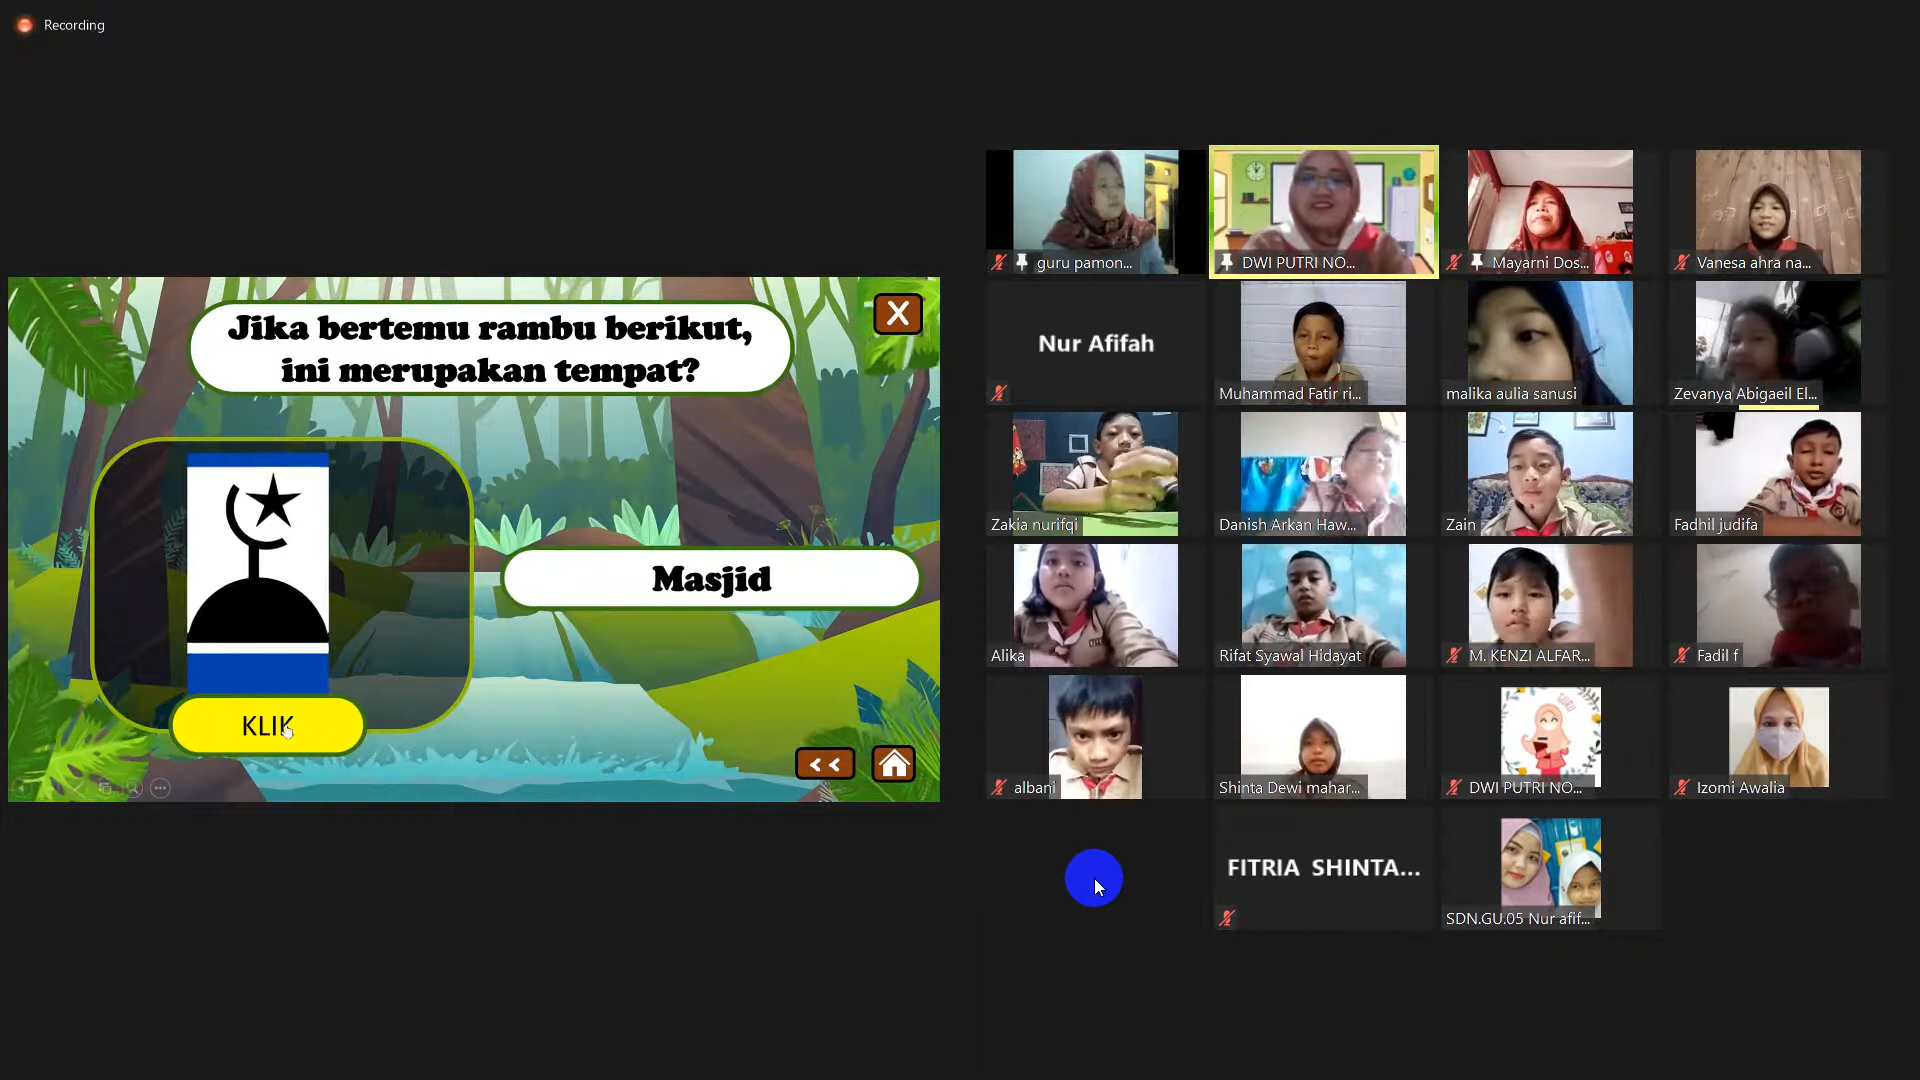 Recording
Jika bertemu rambu berikut,
ini merupakan tempat?
X
Masjid
KLIK
< <
guru pamon...
DWI PUTRI NO...
Mayarni Dos...
Vanesa ahra na...
Nur Afifah
Muhammad Fatir ri...
malika aulia sanusi
Zevanya Abigaeil El...
Zakia nurifqi
Danish Arkan Haw...
Zain
Fadhil judifa
Alika
Rifat Syawal Hidayat
M. KENZI ALFAR...
Fadil f
albani
Shinta Dewi mahar...
DWI PUTRI NO...
Izomi Awalia
FITRIA SHINTA...
SDN.GU.05 Nur afif...